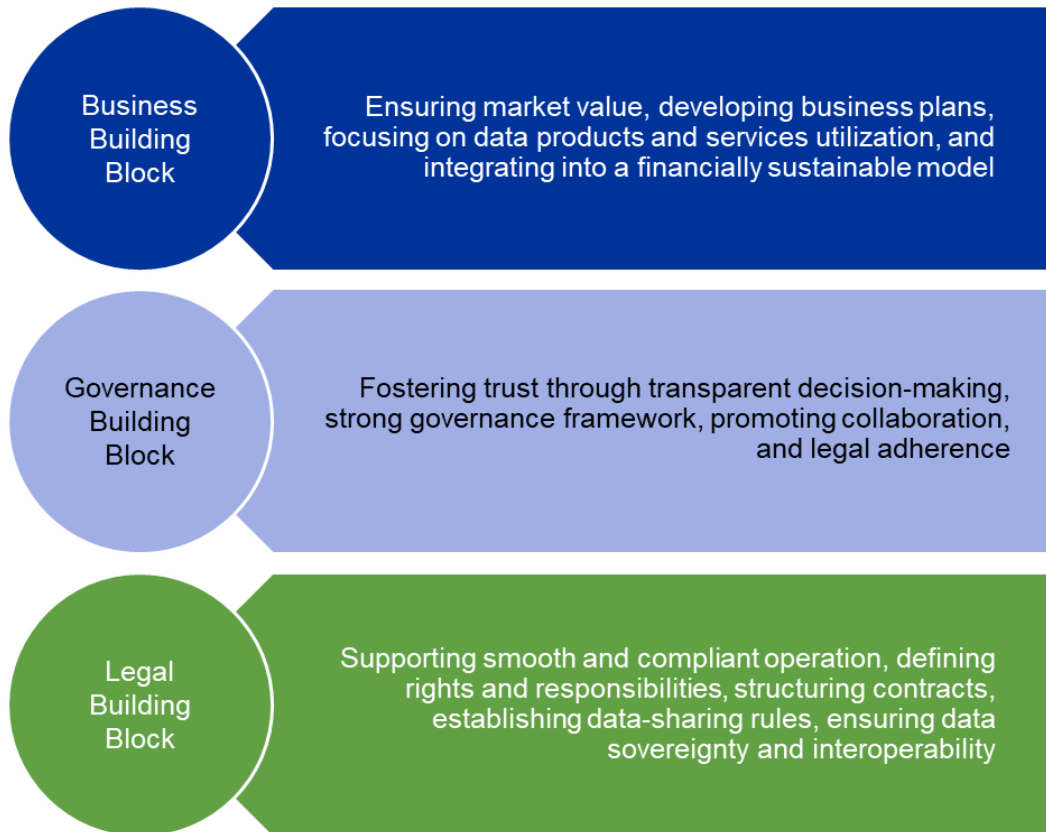 Business
Building
Block
Ensuring market value, developing business plans,
focusing on data products and services utilization, and
integrating into a financially sustainable model
Governance
Building
Block
Fostering trust through transparent decision-making,
strong governance framework, promoting collaboration,
and legal adherence
Legal
Building
Block
Supporting smooth and compliant operation, defining
rights and responsibilities, structuring contracts,
establishing data-sharing rules, ensuring data
sovereignty and interoperability